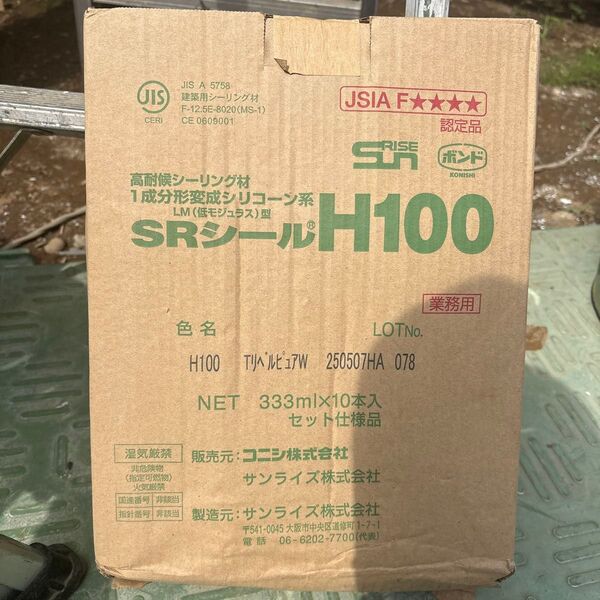 JIS
CERI
JIS A 5758
建築用シーリング材
F-12.5E-8020(MS-1)
CE 0609001
JSIA F★★★★
認定品
SUNRISE
ボンド
KONISHI
高耐候シーリング材
1成分形変成シリコーン系
LM(低モジュラス)型
SRシール®H100
業務用
色名 LOTNo.
H100 TリベルピュアW 250507HA 078
NET 333ml×10本入
セット仕様品
湿気厳禁
非危険物
(指定可燃物)
火気厳禁
国連番号 非該当
指針番号 非該当
販売元:コニシ株式会社
サンライズ株式会社
製造元:サンライズ株式会社
〒541-0045 大阪市中央区道修町1-7-1
電話 06-6202-7700(代表)